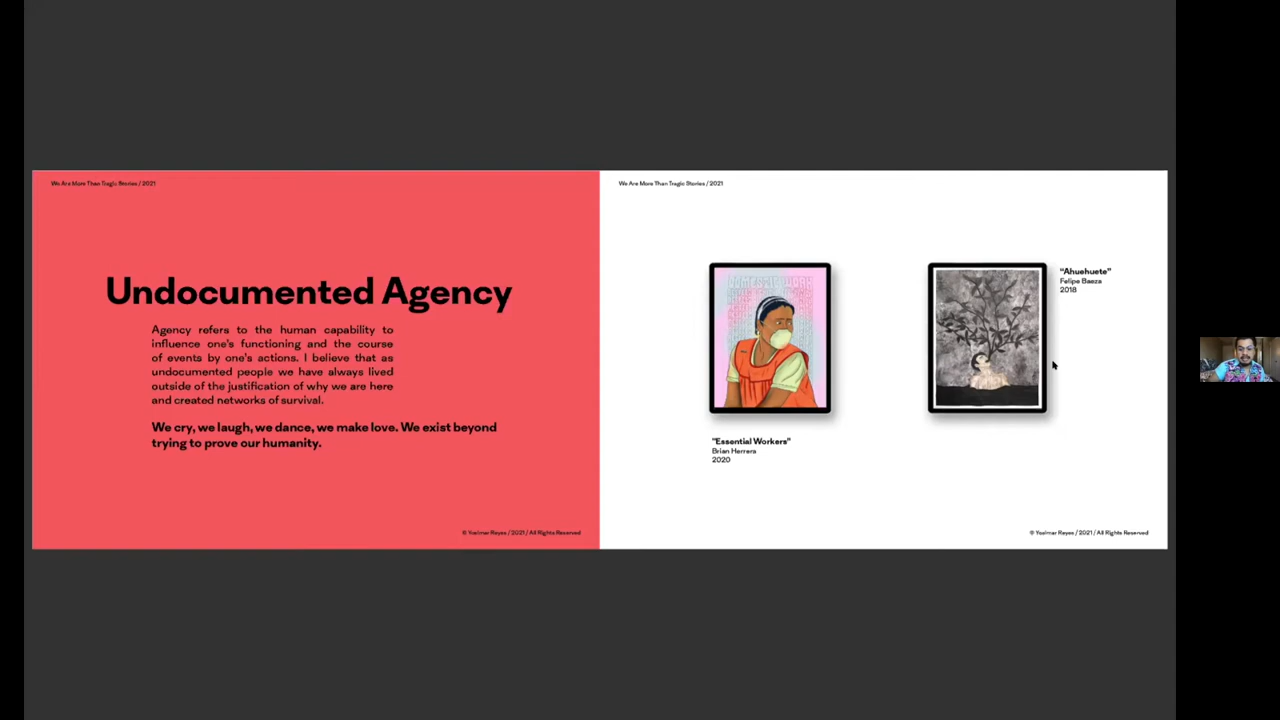 We Are More Than Tragic Stories / 2021
Undocumented Agency
Agency refers to the human capability to
influence one's functioning and the course
of events by one's actions. I believe that as
undocumented people we have always lived
outside of the justification of why we are here
and created networks of survival.
We cry, we laugh, we dance, we make love. We exist beyond
trying to prove our humanity.
© Yosimar Reyes / 2021 / All Rights Reserved
We Are More Than Tragic Stories / 2021
DOMESTIC WORK
"Essential Workers"
Brian Herrera
2020
"Ahuehuete"
Felipe Baeza
2018
© Yosimar Reyes / 2021 / All Rights Reserved